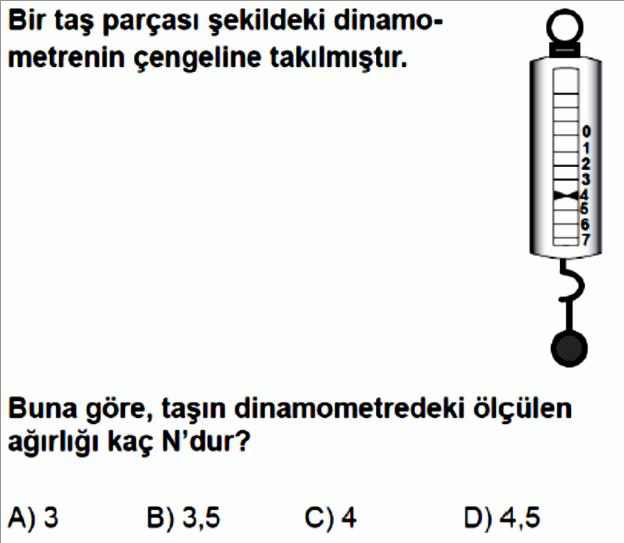 Bir taş parçası şekildeki dinamo-
metrenin çengeline takılmıştır.
0
1
2
3
4
5
6
7
Buna göre, taşın dinamometredeki ölçülen
ağırlığı kaç N'dur?
A) 3 B) 3,5 C) 4 D) 4,5